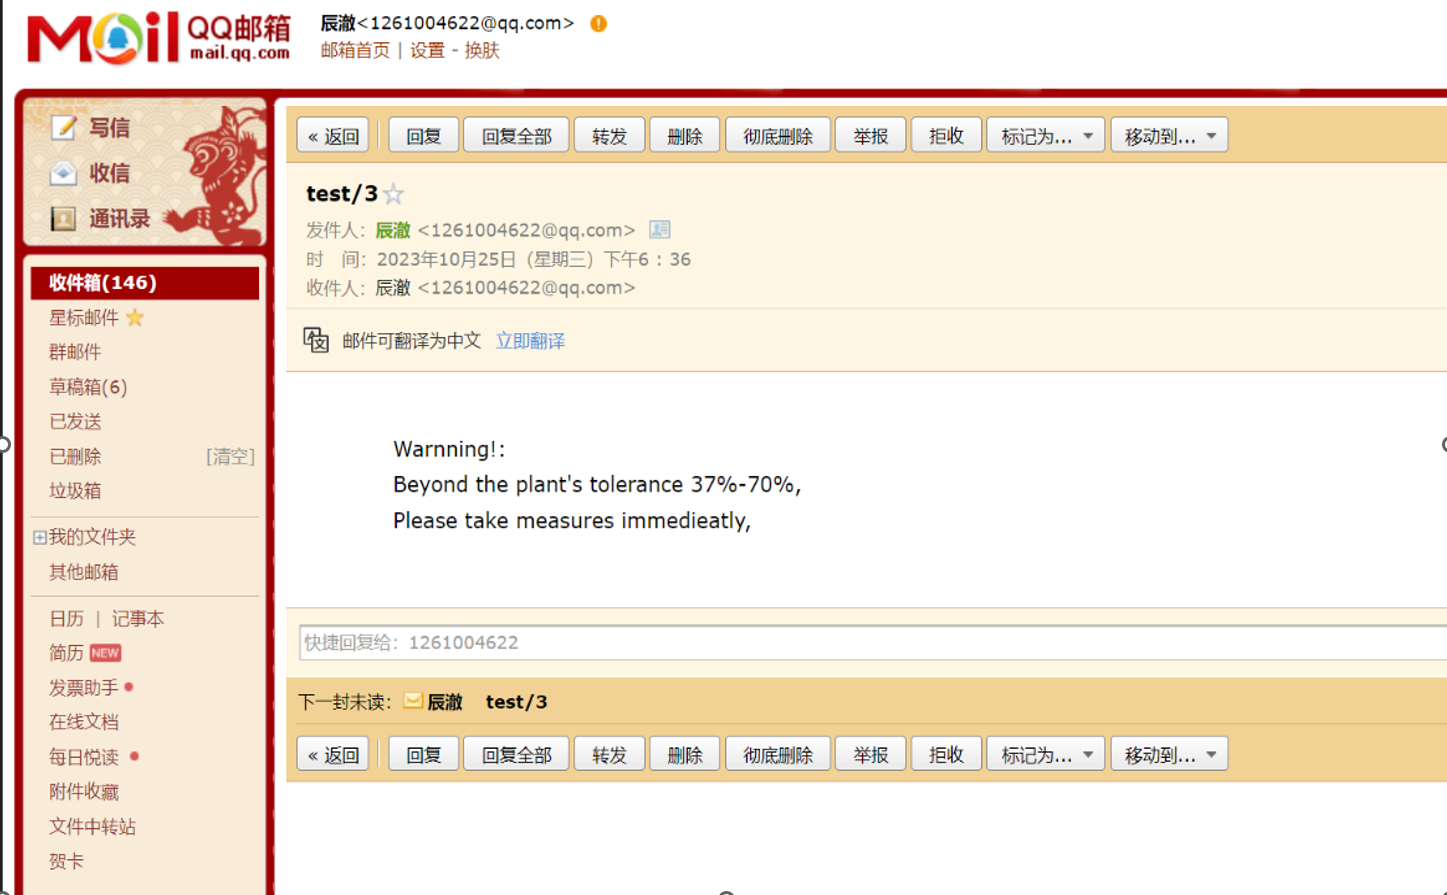 Mail QQ邮箱
mail.qq.com
辰澈<1261004622@qq.com>
邮箱首页 | 设置 - 换肤
写信
收信
通讯录
收件箱(146)
星标邮件
群邮件
草稿箱(6)
已发送
已删除 [清空]
垃圾箱
我的文件夹
其他邮箱
日历 | 记事本
简历 NEW
发票助手
在线文档
每日悦读
附件收藏
文件中转站
贺卡
« 返回 回复 回复全部 转发 删除 彻底删除 举报 拒收 标记为... 移动到...
test/3
发件人: 辰澈 <1261004622@qq.com>
时 间: 2023年10月25日 (星期三) 下午6:36
收件人: 辰澈 <1261004622@qq.com>
邮件可翻译为中文 立即翻译
Warnning!:
Beyond the plant's tolerance 37%-70%,
Please take measures immedieatly,
快捷回复给: 1261004622
下一封未读: 辰澈 test/3
« 返回 回复 回复全部 转发 删除 彻底删除 举报 拒收 标记为... 移动到...